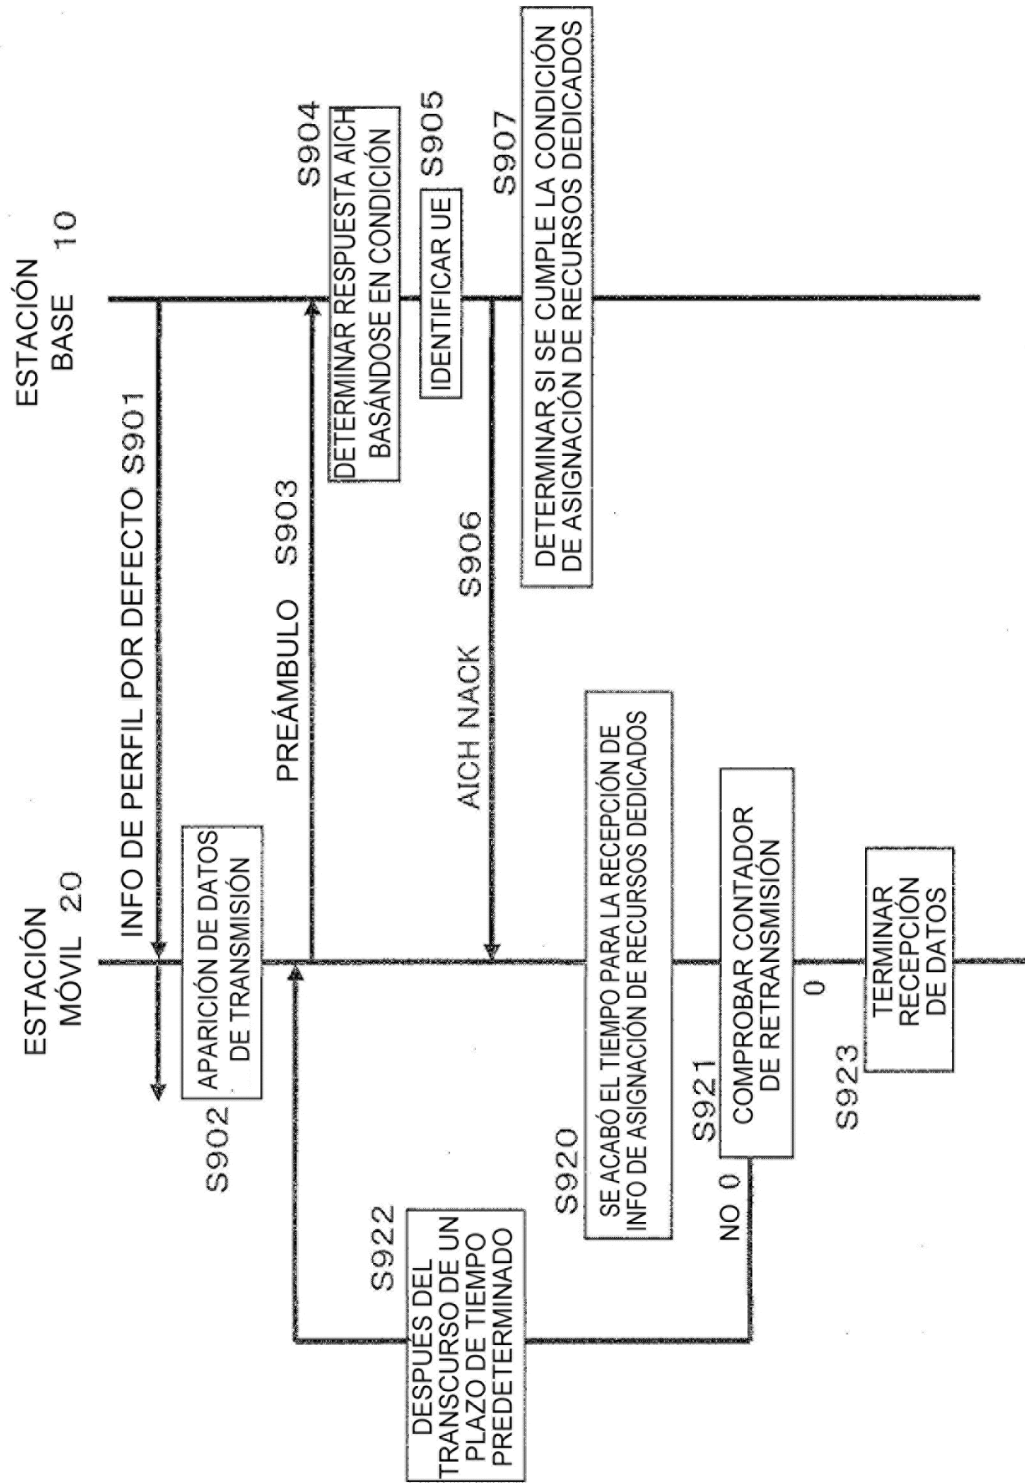 ESTACIÓN
MÓVIL 20
ESTACIÓN
BASE 10
INFO DE PERFIL POR DEFECTO S901
S902
APARICIÓN DE DATOS
DE TRANSMISIÓN
PREÁMBULO S903
S904
DETERMINAR RESPUESTA AICH
BASÁNDOSE EN CONDICIÓN
S905
IDENTIFICAR UE
AICH NACK S906
S907
DETERMINAR SI SE CUMPLE LA CONDICIÓN
DE ASIGNACIÓN DE RECURSOS DEDICADOS
S922
DESPUÉS DEL
TRANSCURSO DE UN
PLAZO DE TIEMPO
PREDETERMINADO
S920
SE ACABÓ EL TIEMPO PARA LA RECEPCIÓN DE
INFO DE ASIGNACIÓN DE RECURSOS DEDICADOS
S921
COMPROBAR CONTADOR
DE RETRANSMISIÓN
NO 0
0
S923
TERMINAR
RECEPCIÓN
DE DATOS